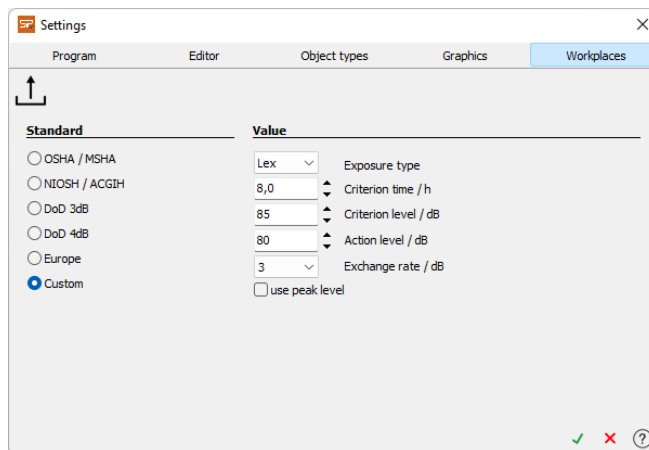 SP Settings
Program Editor Object types Graphics Workplaces
Standard Value
OSHA / MSHA
NIOSH / ACGIH
DoD 3dB
DoD 4dB
Europe
Custom
Lex Exposure type
8,0 Criterion time / h
85 Criterion level / dB
80 Action level / dB
3 Exchange rate / dB
use peak level
?